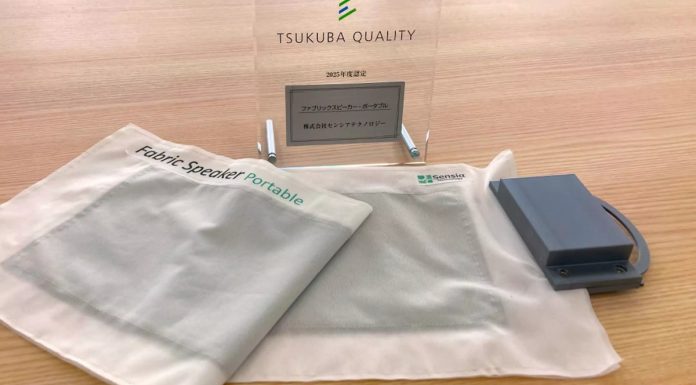 TSUKUBA QUALITY
2025年度認定
ファブリックスピーカー・ポータブル
株式会社センシアテクノロジー
Fabric Speaker Portable
Sensia